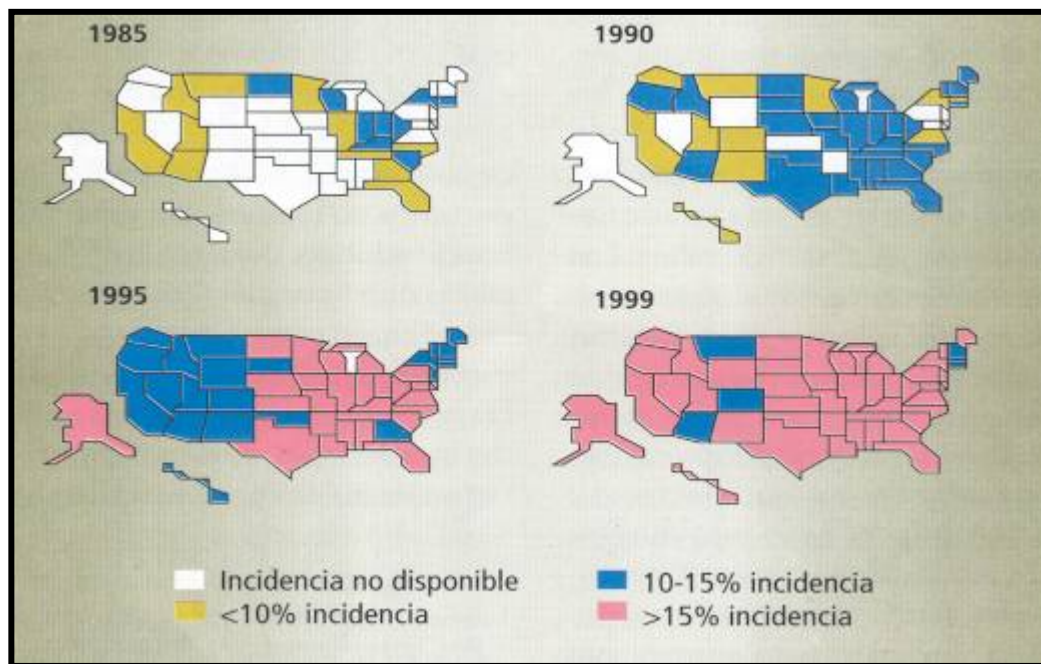 1985
1990
1995
1999
Incidencia no disponible
<10% incidencia
10-15% incidencia
>15% incidencia